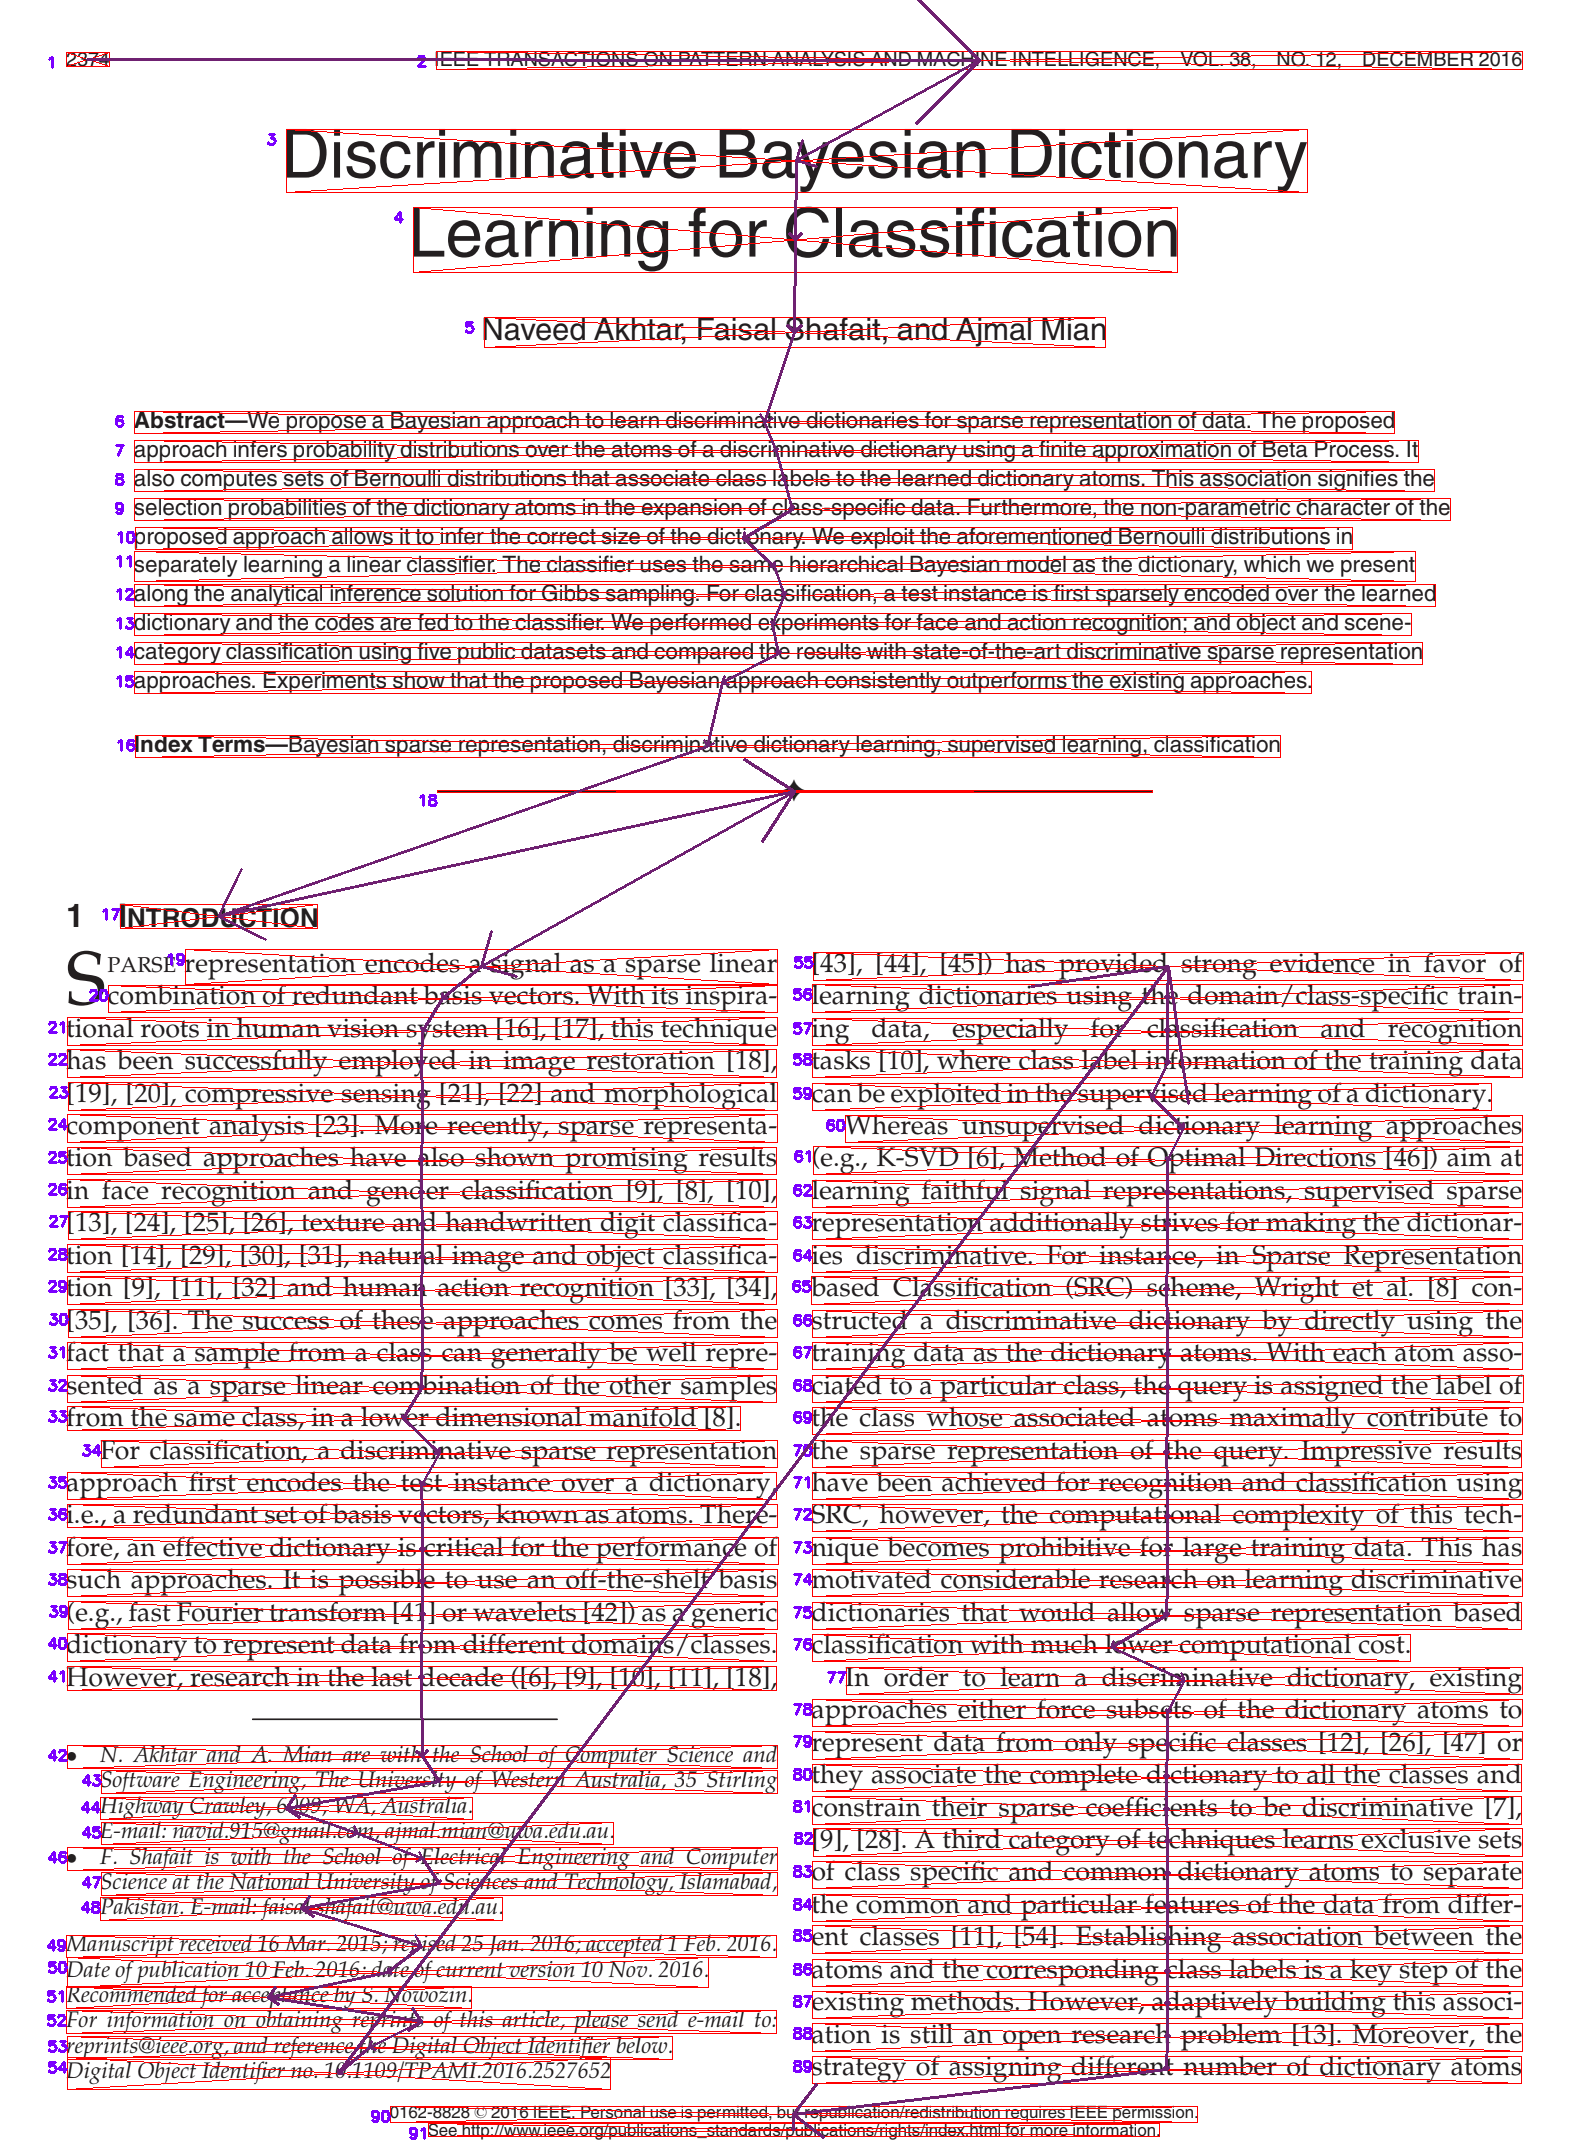 2374
IEEE TRANSACTIONS ON PATTERN ANALYSIS AND MACHINE INTELLIGENCE, VOL. 38, NO. 12, DECEMBER 2016
Discriminative Bayesian Dictionary
Learning for Classification
Naveed Akhtar, Faisal Shafait, and Ajmal Mian
Abstract—We propose a Bayesian approach to learn discriminative dictionaries for sparse representation of data. The proposed
approach infers probability distributions over the atoms of a discriminative dictionary using a finite approximation of Beta Process. It
also computes sets of Bernoulli distributions that associate class labels to the learned dictionary atoms. This association signifies the
selection probabilities of the dictionary atoms in the expansion of class-specific data. Furthermore, the non-parametric character of the
proposed approach allows it to infer the correct size of the dictionary. We exploit the aforementioned Bernoulli distributions in
separately learning a linear classifier. The classifier uses the same hierarchical Bayesian model as the dictionary, which we present
along the analytical inference solution for Gibbs sampling. For classification, a test instance is first sparsely encoded over the learned
dictionary and the codes are fed to the classifier. We performed experiments for face and action recognition; and object and scene-
category classification using five public datasets and compared the results with state-of-the-art discriminative sparse representation
approaches. Experiments show that the proposed Bayesian approach consistently outperforms the existing approaches.
Index Terms—Bayesian sparse representation, discriminative dictionary learning, supervised learning, classification
1 INTRODUCTION
SPARSE representation encodes a signal as a sparse linear
combination of redundant basis vectors. With its inspira-
tional roots in human vision system [16], [17], this technique
has been successfully employed in image restoration [18],
[19], [20], compressive sensing [21], [22] and morphological
component analysis [23]. More recently, sparse representa-
tion based approaches have also shown promising results
in face recognition and gender classification [9], [8], [10],
[13], [24], [25], [26], texture and handwritten digit classifica-
tion [14], [29], [30], [31], natural image and object classifica-
tion [9], [11], [32] and human action recognition [33], [34],
[35], [36]. The success of these approaches comes from the
fact that a sample from a class can generally be well repre-
sented as a sparse linear combination of the other samples
from the same class, in a lower dimensional manifold [8].
For classification, a discriminative sparse representation
approach first encodes the test instance over a dictionary,
i.e., a redundant set of basis vectors, known as atoms. There-
fore, an effective dictionary is critical for the performance of
such approaches. It is possible to use an off-the-shelf basis
(e.g., fast Fourier transform [41] or wavelets [42]) as a generic
dictionary to represent data from different domains/classes.
However, research in the last decade ([6], [9], [10], [11], [18],
• N. Akhtar and A. Mian are with the School of Computer Science and
Software Engineering, The University of Western Australia, 35 Stirling
Highway Crawley, 6009, WA, Australia.
E-mail: navid.915@gmail.com, ajmal.mian@uwa.edu.au.
• F. Shafait is with the School of Electrical Engineering and Computer
Science at the National University of Sciences and Technology, Islamabad,
Pakistan. E-mail: faisal.shafait@uwa.edu.au.
Manuscript received 16 Mar. 2015; revised 25 Jan. 2016; accepted 1 Feb. 2016.
Date of publication 10 Feb. 2016; date of current version 10 Nov. 2016.
Recommended for acceptance by S. Nowozin.
For information on obtaining reprints of this article, please send e-mail to:
reprints@ieee.org, and reference the Digital Object Identifier below.
Digital Object Identifier no. 10.1109/TPAMI.2016.2527652
[43], [44], [45]) has provided strong evidence in favor of
learning dictionaries using the domain/class-specific train-
ing data, especially for classification and recognition
tasks [10], where class label information of the training data
can be exploited in the supervised learning of a dictionary.
Whereas unsupervised dictionary learning approaches
(e.g., K-SVD [6], Method of Optimal Directions [46]) aim at
learning faithful signal representations, supervised sparse
representation additionally strives for making the dictionar-
ies discriminative. For instance, in Sparse Representation
based Classification (SRC) scheme, Wright et al. [8] con-
structed a discriminative dictionary by directly using the
training data as the dictionary atoms. With each atom asso-
ciated to a particular class, the query is assigned the label of
the class whose associated atoms maximally contribute to
the sparse representation of the query. Impressive results
have been achieved for recognition and classification using
SRC, however, the computational complexity of this tech-
nique becomes prohibitive for large training data. This has
motivated considerable research on learning discriminative
dictionaries that would allow sparse representation based
classification with much lower computational cost.
In order to learn a discriminative dictionary, existing
approaches either force subsets of the dictionary atoms to
represent data from only specific classes [12], [26], [47] or
they associate the complete dictionary to all the classes and
constrain their sparse coefficients to be discriminative [7],
[9], [28]. A third category of techniques learns exclusive sets
of class specific and common dictionary atoms to separate
the common and particular features of the data from differ-
ent classes [11], [54]. Establishing association between the
atoms and the corresponding class labels is a key step of the
existing methods. However, adaptively building this associ-
ation is still an open research problem [13]. Moreover, the
strategy of assigning different number of dictionary atoms
0162-8828 © 2016 IEEE. Personal use is permitted, but republication/redistribution requires IEEE permission.
See http://www.ieee.org/publications_standards/publications/rights/index.html for more information.